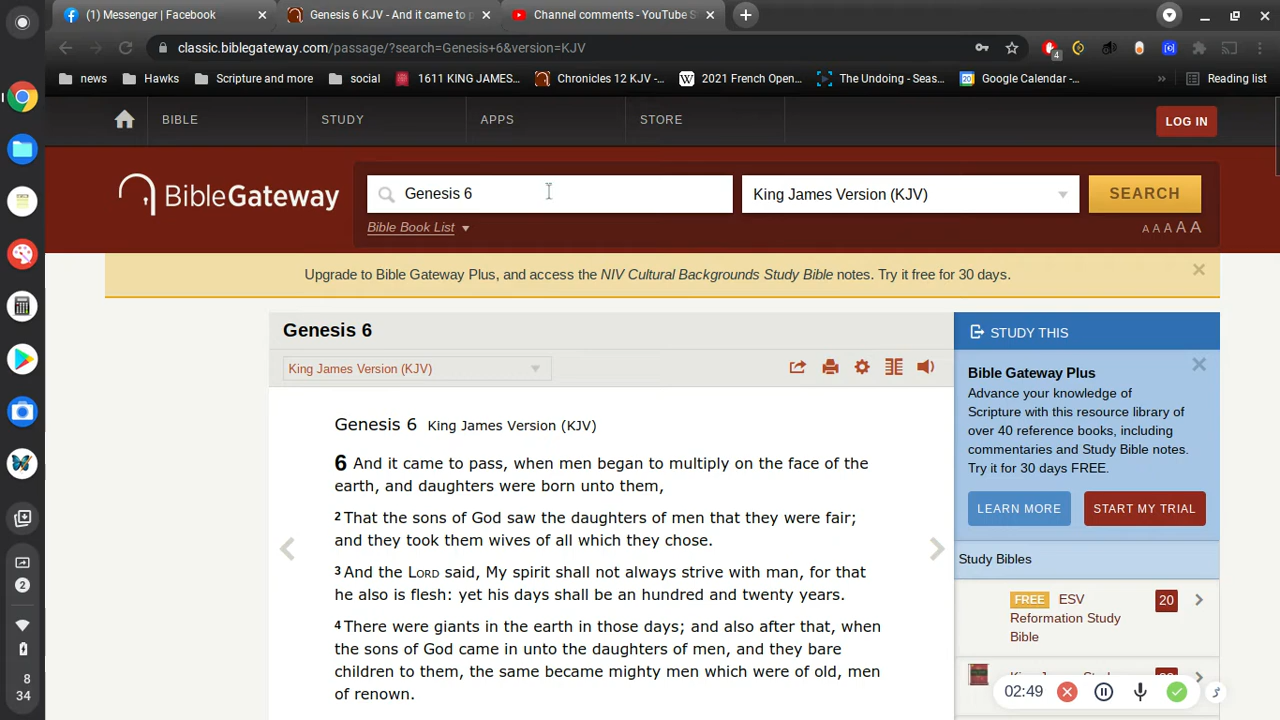 (1) Messenger | Facebook
Genesis 6 KJV - And it came to p
Channel comments - YouTube S
classic.biblegateway.com/passage/?search=Genesis+6&version=KJV
4
news
Hawks
Scripture and more
social
1611 KING JAMES...
Chronicles 12 KJV -...
2021 French Open...
The Undoing - Seas...
20
Google Calendar -...
»
Reading list
BIBLE
STUDY
APPS
STORE
LOG IN
BibleGateway
Genesis 6
King James Version (KJV)
SEARCH
Bible Book List
A A A A A
Upgrade to Bible Gateway Plus, and access the NIV Cultural Backgrounds Study Bible notes. Try it free for 30 days.
Genesis 6
King James Version (KJV)
Genesis 6 King James Version (KJV)
6 And it came to pass, when men began to multiply on the face of the
earth, and daughters were born unto them,
2 That the sons of God saw the daughters of men that they were fair;
and they took them wives of all which they chose.
3 And the LORD said, My spirit shall not always strive with man, for that
he also is flesh: yet his days shall be an hundred and twenty years.
4 There were giants in the earth in those days; and also after that, when
the sons of God came in unto the daughters of men, and they bare
children to them, the same became mighty men which were of old, men
of renown.
STUDY THIS
Bible Gateway Plus
Advance your knowledge of
Scripture with this resource library of
over 40 reference books, including
commentaries and Study Bible notes.
Try it for 30 days FREE.
LEARN MORE
START MY TRIAL
Study Bibles
FREE ESV
Reformation Study
Bible
20
02:49
2
8
34